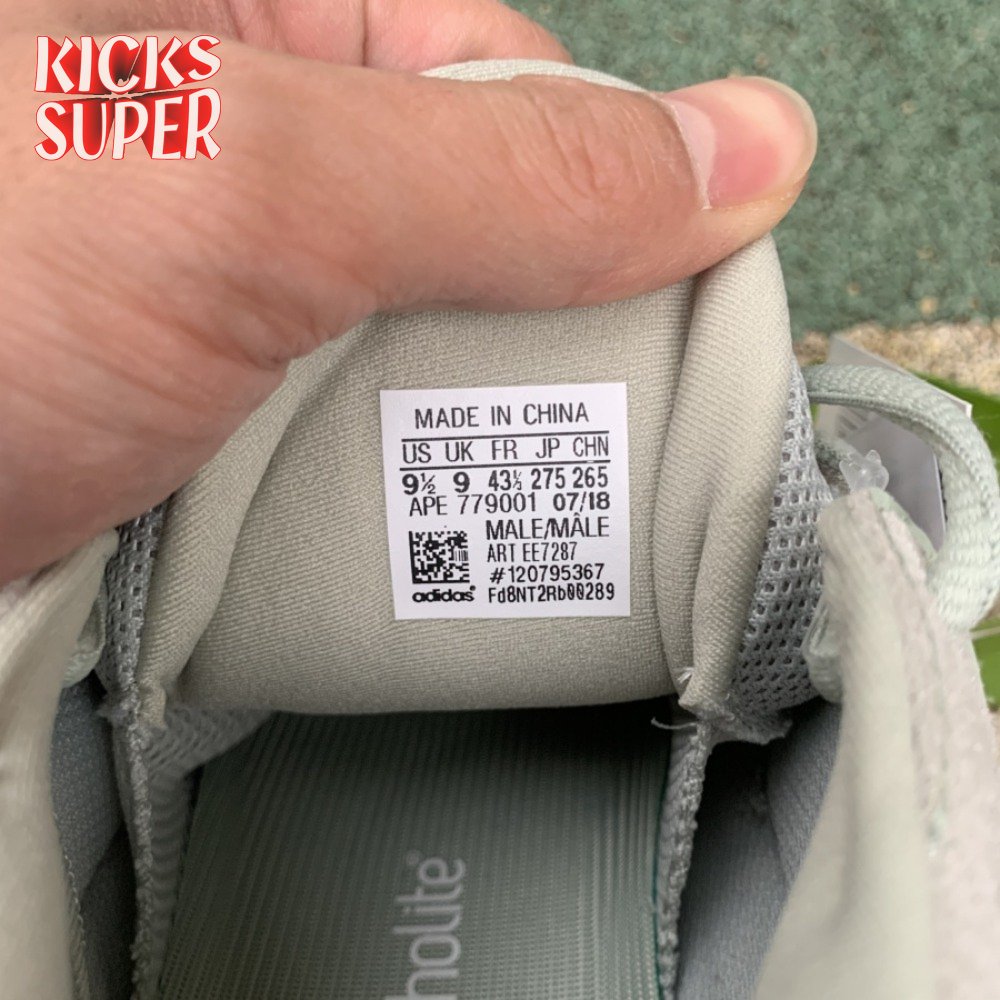 KICKS
SUPER
MADE IN CHINA
US UK FR JP CHN
9½ 9 43⅓ 275 265
APE 779001 07/18
MALE/MÂLE
ART EE7287
#120795367
adidas® Fd8NT2Rb00289
holite®